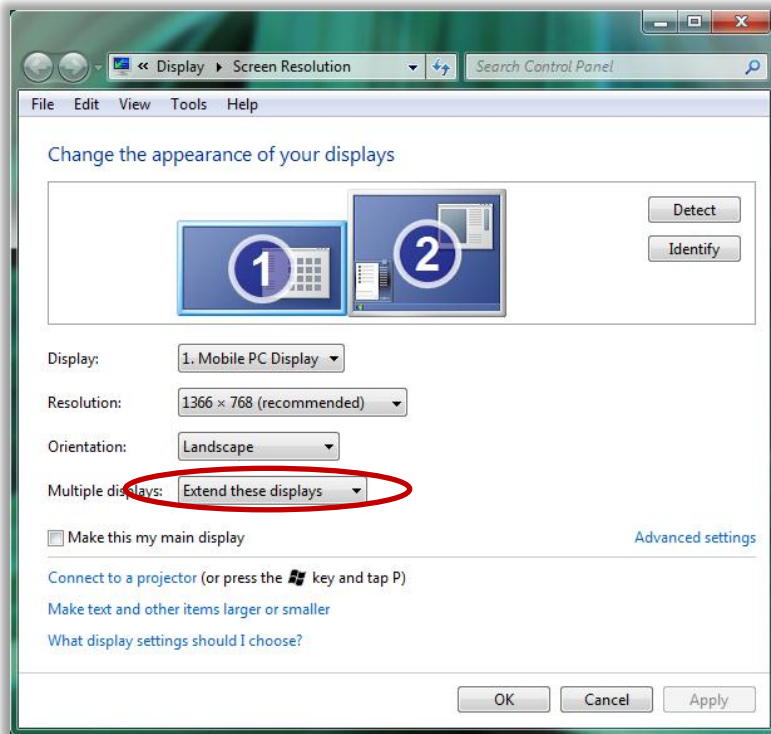 « Display ▸ Screen Resolution Search Control Panel
File Edit View Tools Help
Change the appearance of your displays
1 2
Detect
Identify
Display: 1. Mobile PC Display
Resolution: 1366 × 768 (recommended)
Orientation: Landscape
Multiple displays: Extend these displays
Make this my main display Advanced settings
Connect to a projector (or press the key and tap P)
Make text and other items larger or smaller
What display settings should I choose?
OK Cancel Apply